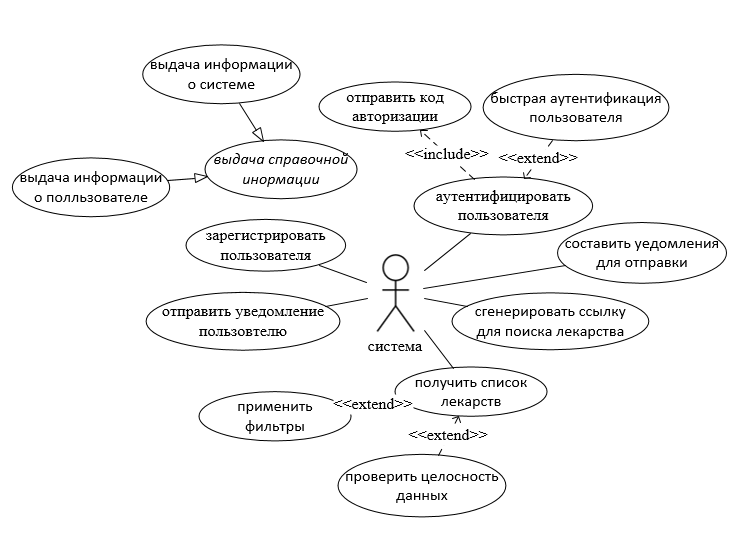 выдача информации
о системе
отправить код
авторизации
быстрая аутентификация
пользователя
<<include>>
<<extend>>
выдача справочной
инормации
выдача информации
о полльзователе
аутентифицировать
пользователя
зарегистрировать
пользователя
составить уедомления
для отправки
отправить уведомление
пользовтелю
сгенерировать ссылку
для поиска лекарства
система
получить список
лекарств
<<extend>>
применить
фильтры
<<extend>>
проверить целосность
данных